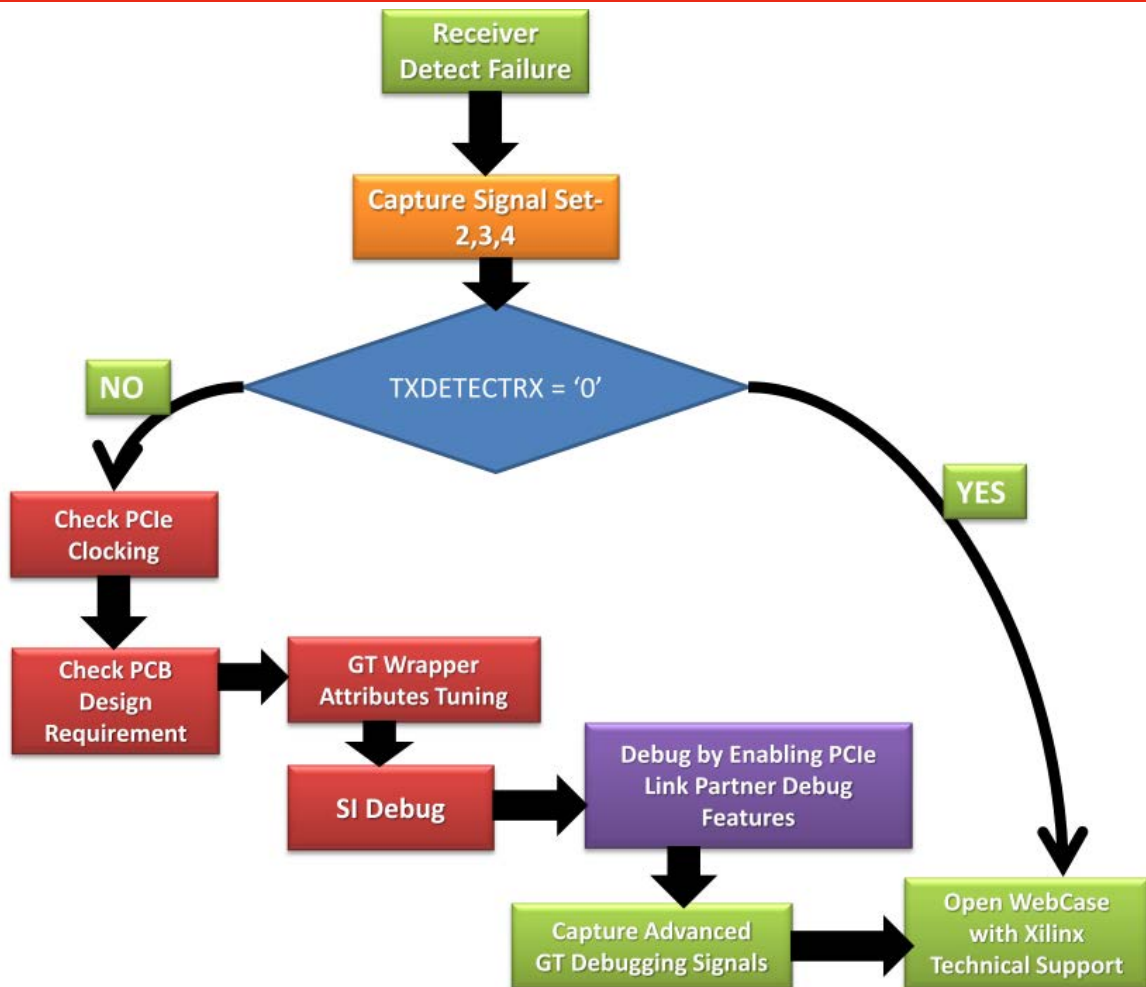 Receiver
Detect Failure
Capture Signal Set-
2,3,4
TXDETECTRX = ‘0’
NO
YES
Check PCIe
Clocking
Check PCB
Design
Requirement
GT Wrapper
Attributes Tuning
SI Debug
Debug by Enabling PCIe
Link Partner Debug
Features
Capture Advanced
GT Debugging Signals
Open WebCase
with Xilinx
Technical Support